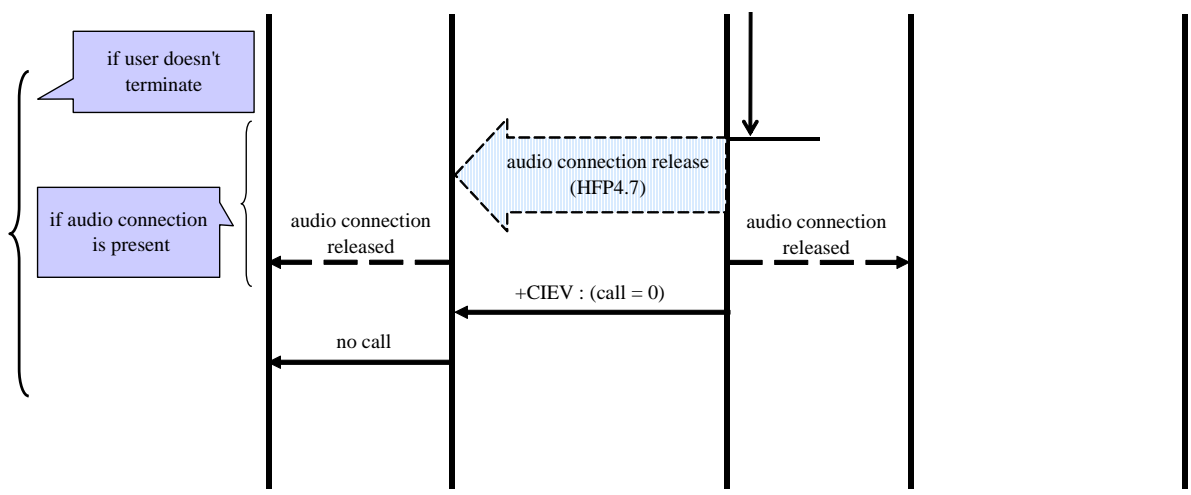 if user doesn't
terminate
audio connection release
(HFP4.7)
if audio connection
is present
audio connection
released
audio connection
released
+CIEV : (call = 0)
no call